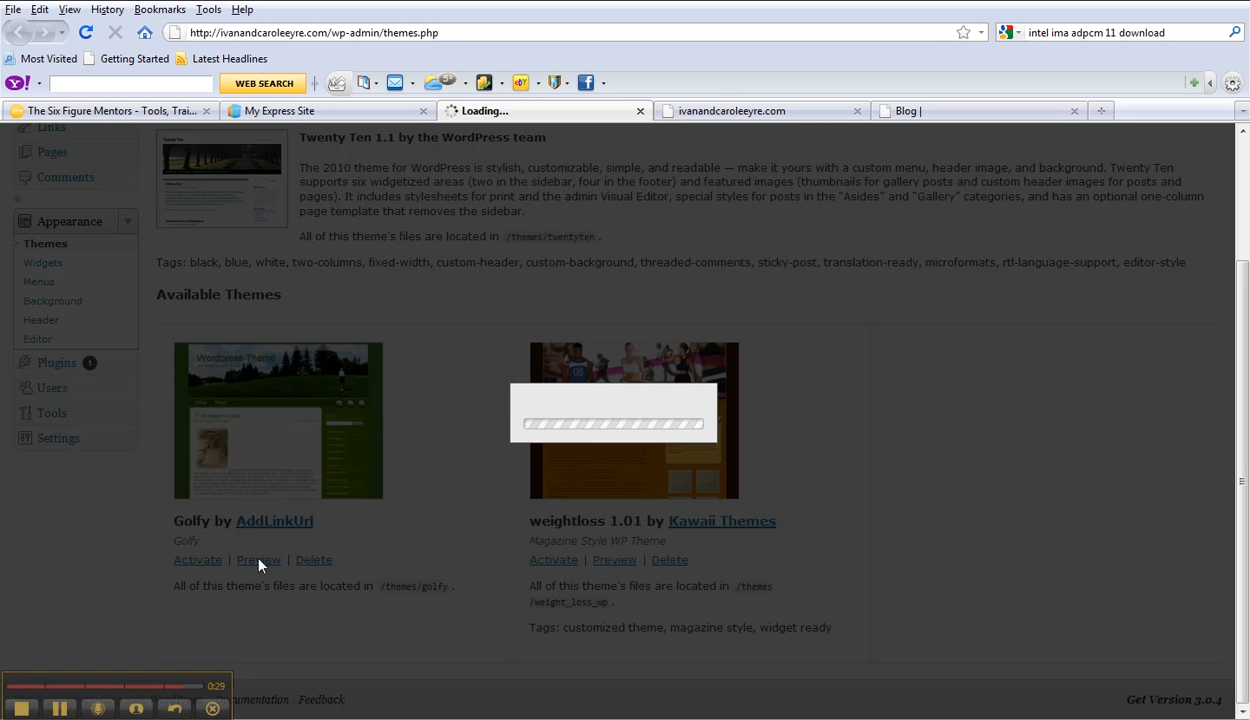 File Edit View History Bookmarks Tools Help
http://ivanandcaroleeyre.com/wp-admin/themes.php intel ima adpcm 11 download
Most Visited Getting Started Latest Headlines
Y! WEB SEARCH 5°
The Six Figure Mentors - Tools, Trai... My Express Site Loading... ivanandcaroleeyre.com Blog |
Links
Pages
Comments
Appearance
Themes
Widgets
Menus
Background
Header
Editor
Plugins 1
Users
Tools
Settings
Twenty Ten 1.1 by the WordPress team
The 2010 theme for WordPress is stylish, customizable, simple, and readable — make it yours with a custom menu, header image, and background. Twenty Ten
supports six widgetized areas (two in the sidebar, four in the footer) and featured images (thumbnails for gallery posts and custom header images for posts and
pages). It includes stylesheets for print and the admin Visual Editor, special styles for posts in the "Asides" and "Gallery" categories, and has an optional one-column
page template that removes the sidebar.
All of this theme's files are located in /themes/twentyten .
Tags: black, blue, white, two-columns, fixed-width, custom-header, custom-background, threaded-comments, sticky-post, translation-ready, microformats, rtl-language-support, editor-style
Available Themes
Wordpress Theme
Golfy by AddLinkUrl
Golfy
Activate | Preview | Delete
All of this theme's files are located in /themes/golfy .
08
weightloss 1.01 by Kawaii Themes
Magazine Style WP Theme
Activate | Preview | Delete
All of this theme's files are located in /themes
/weight_loss_wp .
Tags: customized theme, magazine style, widget ready
0:29
Documentation | Feedback
Get Version 3.0.4